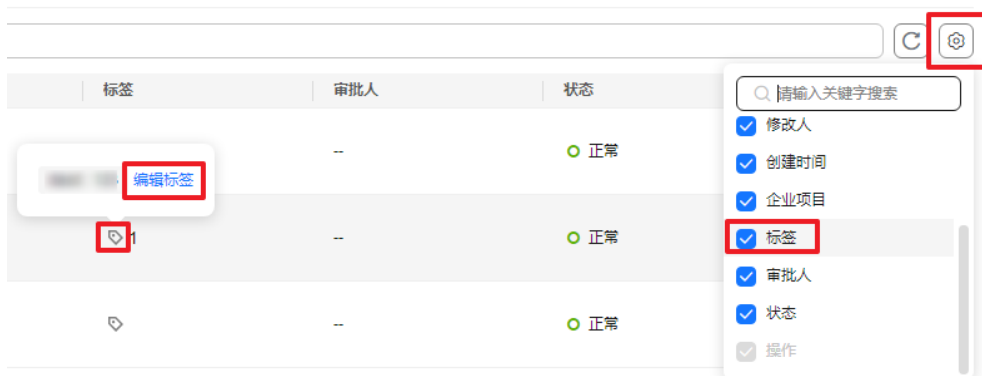 标签 审批人 状态
请输入关键字搜索
修改人
-- 正常
创建时间
编辑标签
企业项目
1 -- 正常
标签
审批人
-- 正常
状态
操作